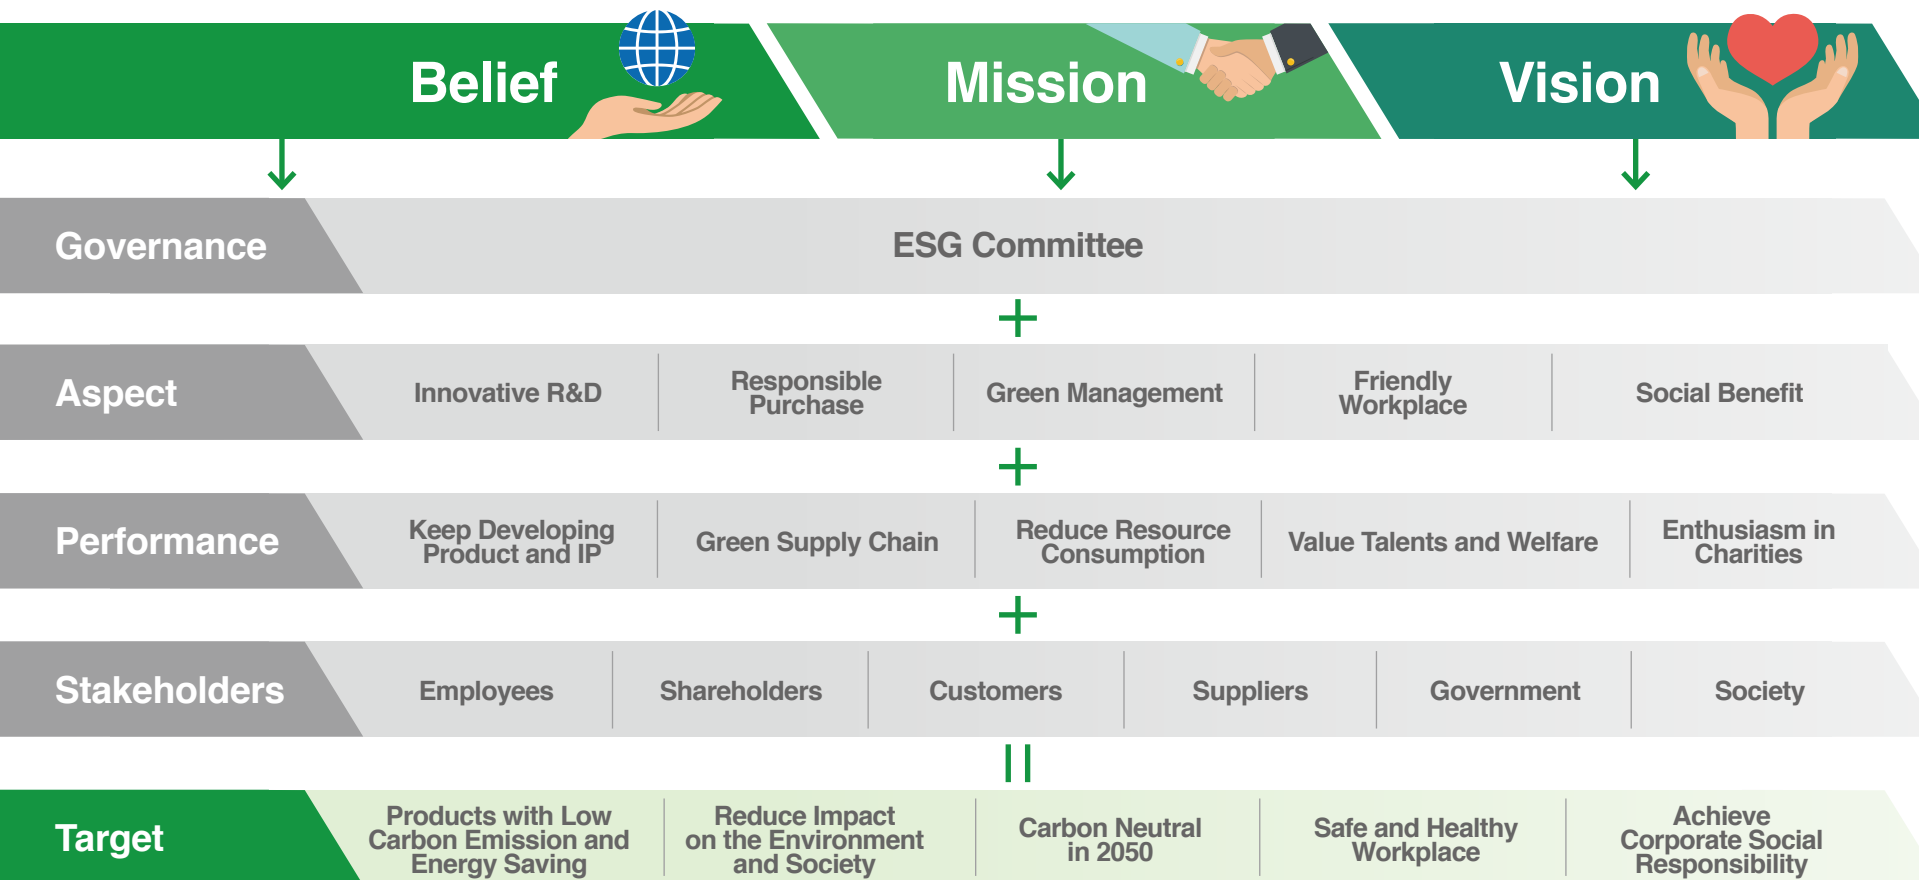 Belief
Mission
Vision
Governance
ESG Committee
Aspect
Innovative R&D
Responsible
Purchase
Green Management
Friendly
Workplace
Social Benefit
Performance
Keep Developing
Product and IP
Green Supply Chain
Reduce Resource
Consumption
Value Talents and Welfare
Enthusiasm in
Charities
Stakeholders
Employees
Shareholders
Customers
Suppliers
Government
Society
Target
Products with Low
Carbon Emission and
Energy Saving
Reduce Impact
on the Environment
and Society
Carbon Neutral
in 2050
Safe and Healthy
Workplace
Achieve
Corporate Social
Responsibility